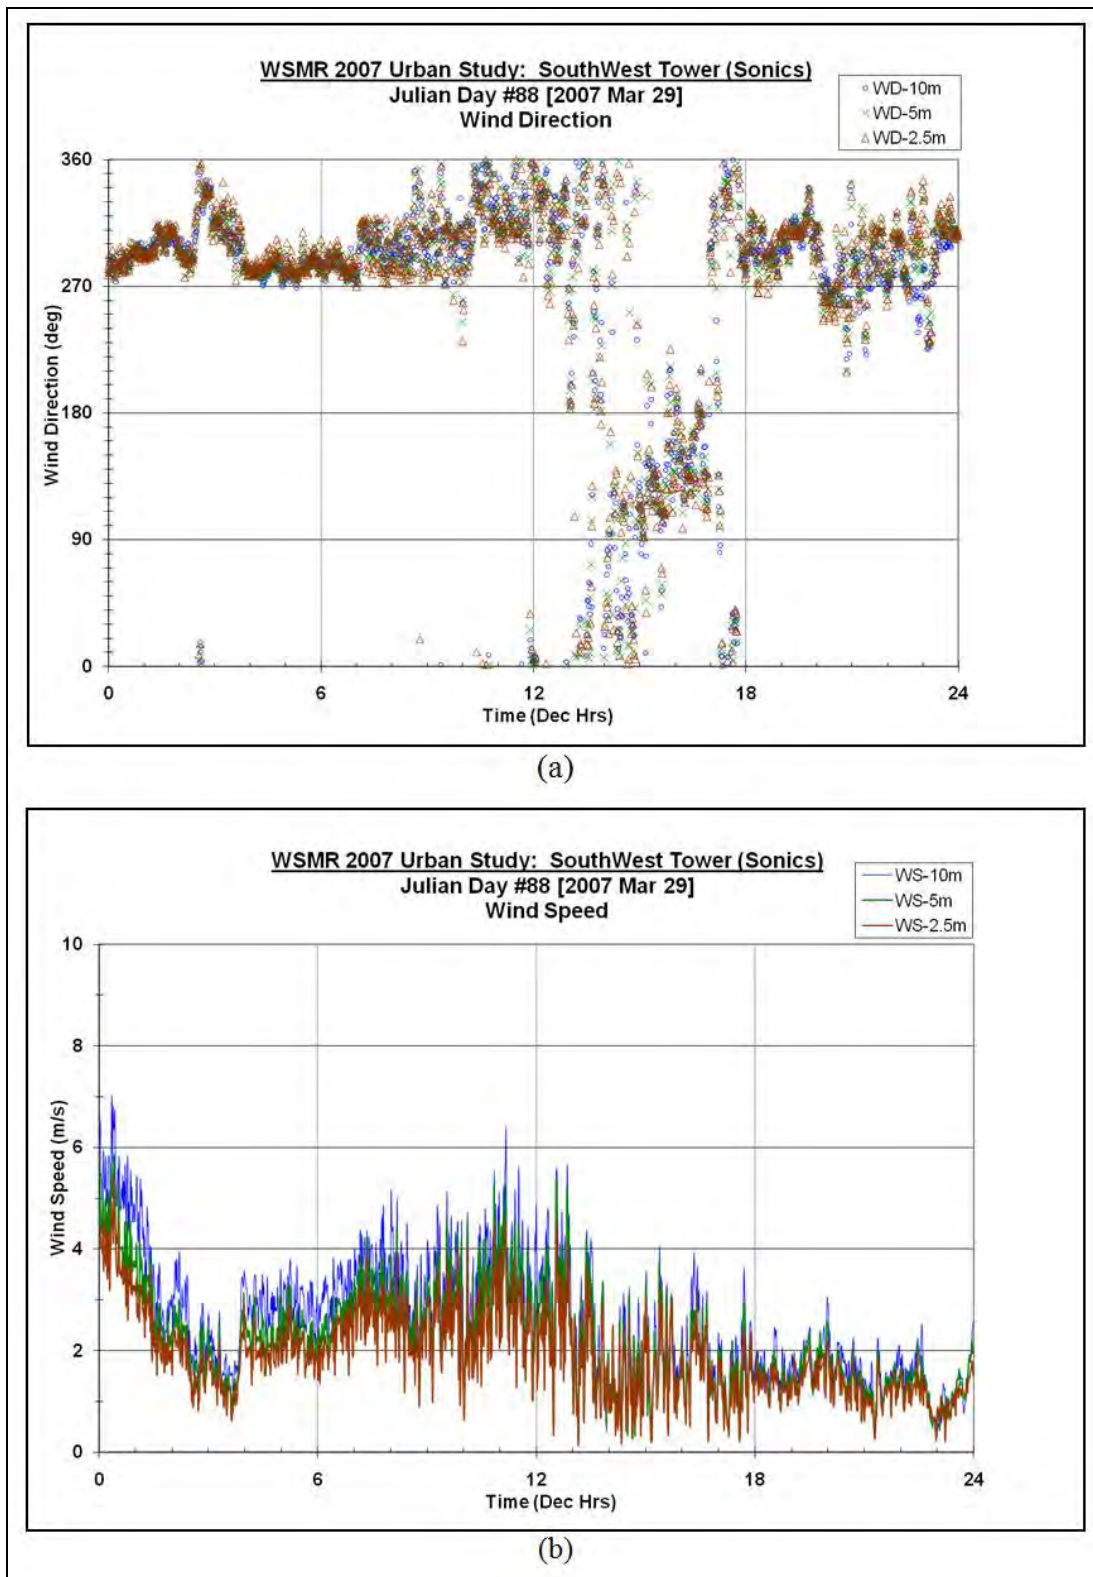 WSMR 2007 Urban Study: SouthWest Tower (Sonics)
Julian Day #88 [2007 Mar 29]
Wind Direction
WD-10m
WD-5m
WD-2.5m
360
270
180
90
0
Wind Direction (deg)
0 6 12 18 24
Time (Dec Hrs)
(a)
WSMR 2007 Urban Study: SouthWest Tower (Sonics)
Julian Day #88 [2007 Mar 29]
Wind Speed
WS-10m
WS-5m
WS-2.5m
10
8
6
4
2
0
Wind Speed (m/s)
0 6 12 18 24
Time (Dec Hrs)
(b)